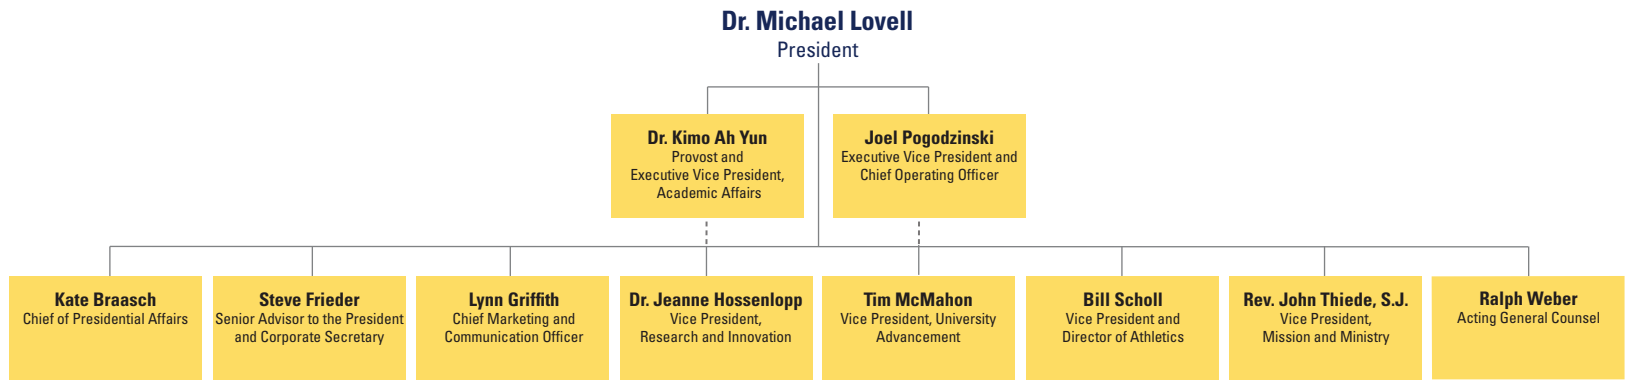 Dr. Michael Lovell
President
Dr. Kimo Ah Yun
Provost and
Executive Vice President,
Academic Affairs
Joel Pogodzinski
Executive Vice President and
Chief Operating Officer
Kate Braasch
Chief of Presidential Affairs
Steve Frieder
Senior Advisor to the President
and Corporate Secretary
Lynn Griffith
Chief Marketing and
Communication Officer
Dr. Jeanne Hossenlopp
Vice President,
Research and Innovation
Tim McMahon
Vice President, University
Advancement
Bill Scholl
Vice President and
Director of Athletics
Rev. John Thiede, S.J.
Vice President,
Mission and Ministry
Ralph Weber
Acting General Counsel